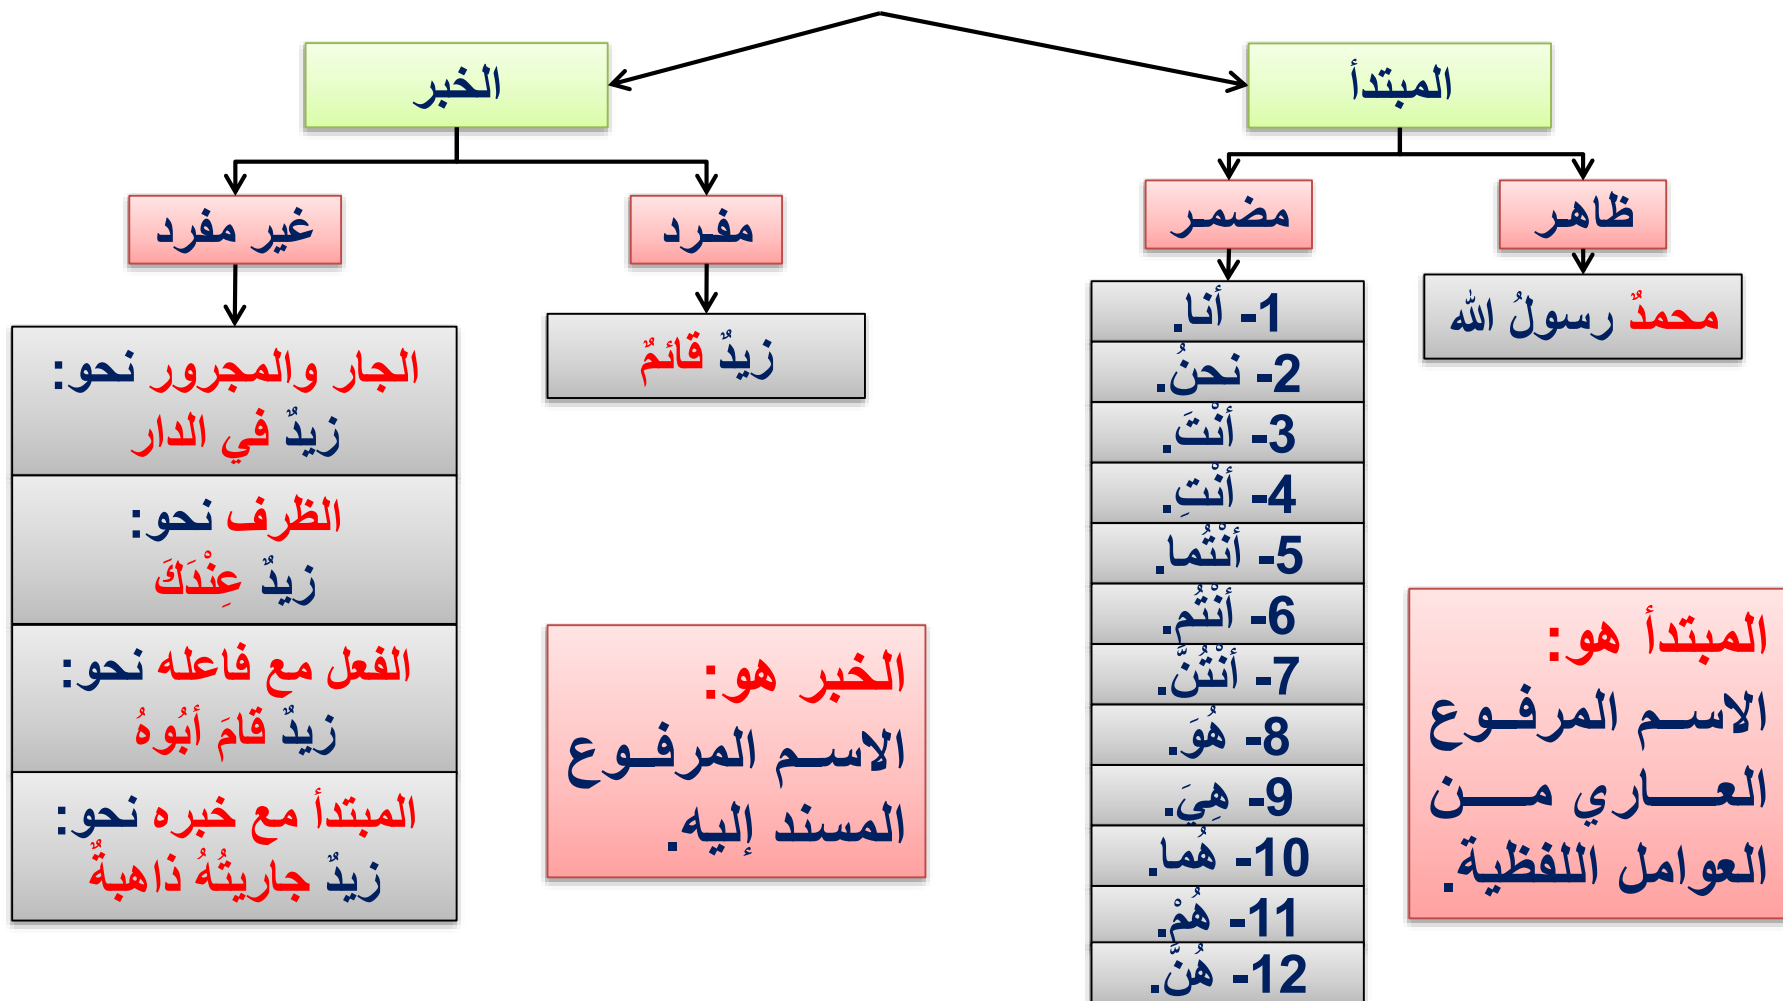 المبتدأ
الخبر
ظاهر
مضمر
مفرد
غير مفرد
محمدٌ رسولُ الله
1- أنا.
2- نحنُ.
3- أنْتَ.
4- أنْتِ.
5- أنْتُما.
6- أنْتُم.
7- أنْتُنَّ.
8- هُوَ.
9- هِيَ.
10- هُما.
11- هُمْ.
12- هُنَّ.
المبتدأ هو:
الاسم المرفوع
العاري من
العوامل اللفظية.
زيدٌ قائمٌ
الخبر هو:
الاسم المرفوع
المسند إليه.
الجار والمجرور نحو:
زيدٌ في الدار
الظرف نحو:
زيدٌ عِنْدَكَ
الفعل مع فاعله نحو:
زيدٌ قامَ أبُوهُ
المبتدأ مع خبره نحو:
زيدٌ جاريتُهُ ذاهبةٌ